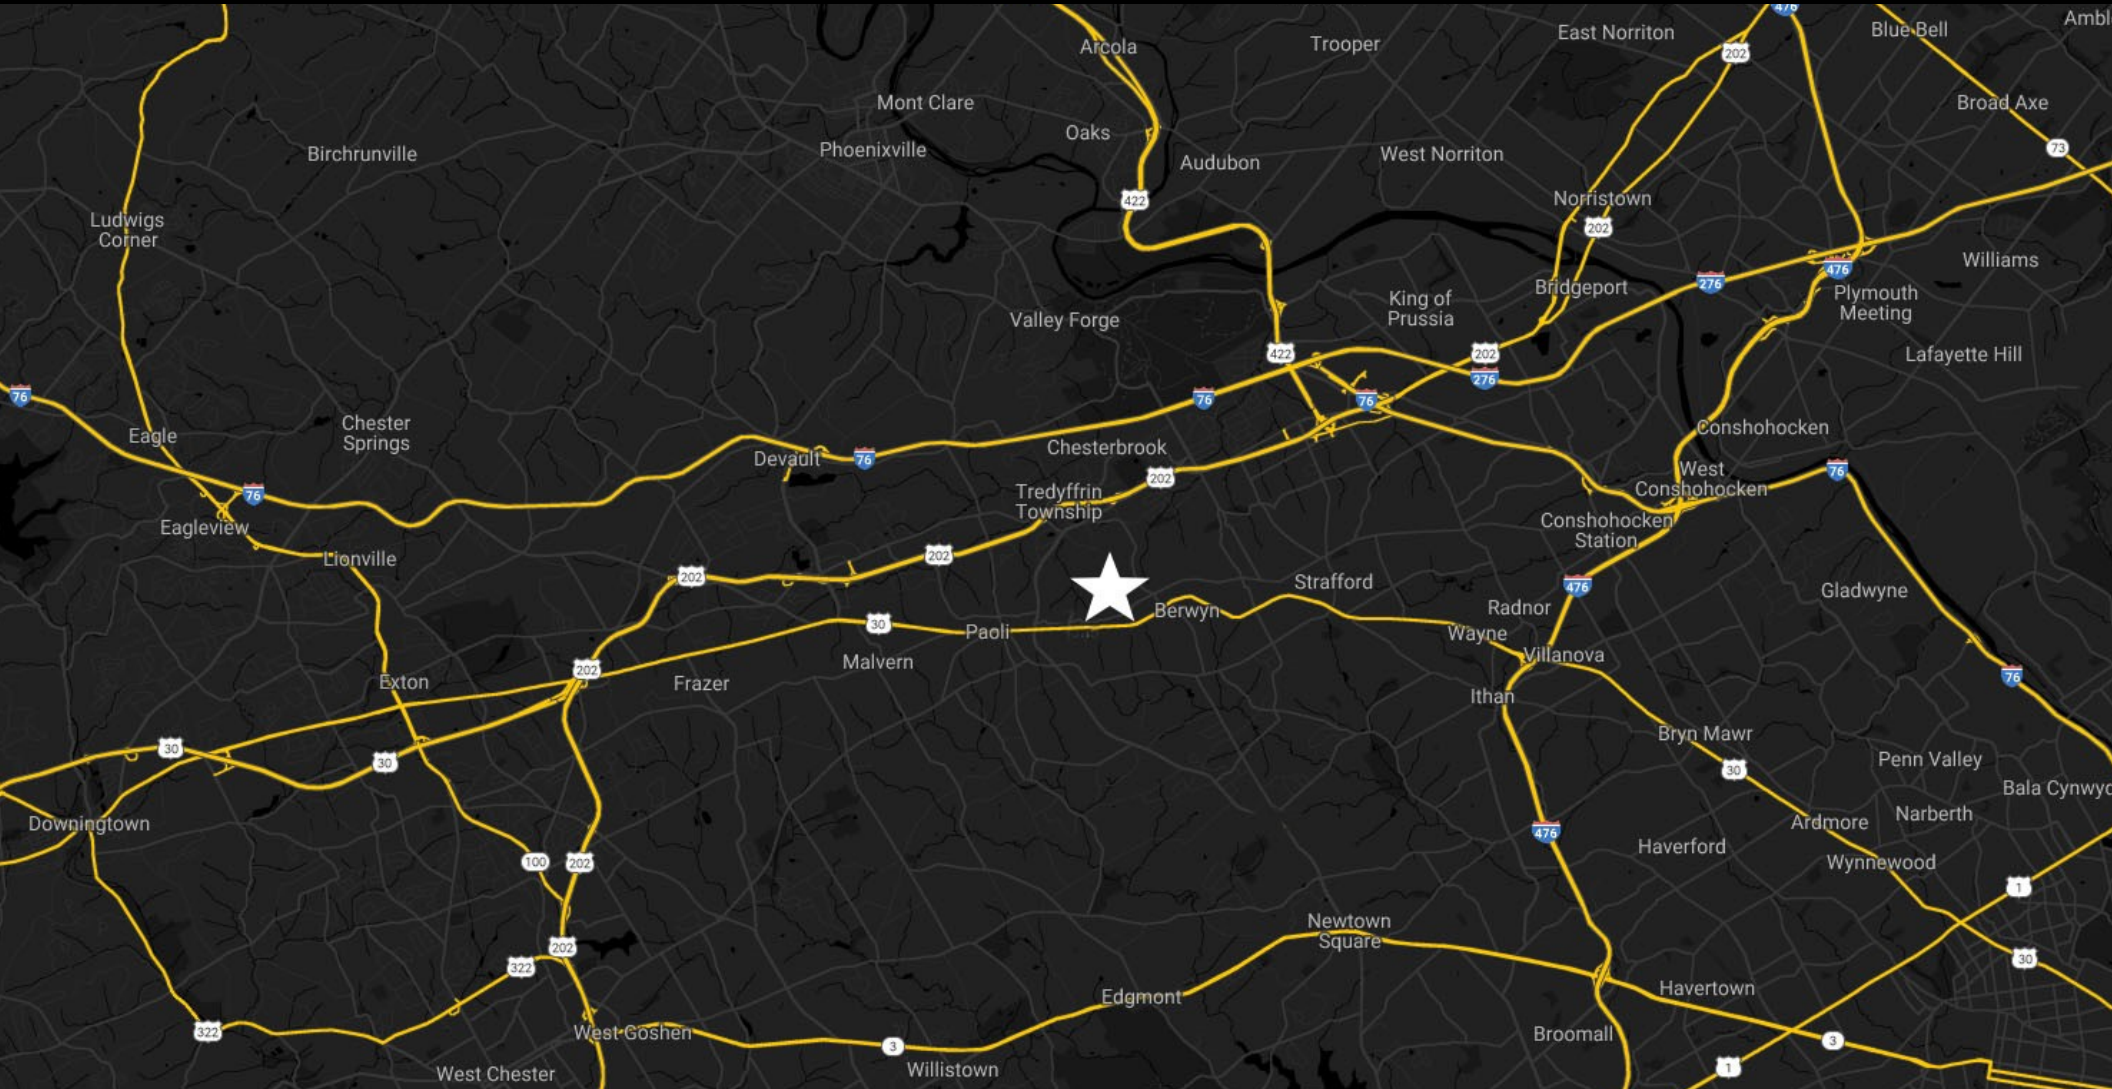 476
Ambl
Blue Bell
East Norriton
Trooper
Arcola
202
Mont Clare
Broad Axe
Oaks
Phoenixville
73
Birchrunville
Audubon
West Norriton
422
Norristown
Ludwigs
Corner
202
Williams
476
276
Bridgeport
Plymouth
Meeting
King of
Prussia
Valley Forge
422
202
Lafayette Hill
276
76
76
76
Chester
Springs
Eagle
Conshohocken
Chesterbrook
Devault
76
West
Conshohocken
76
202
76
Tredyffrin
Township
Eagleview
Conshohocken
Station
202
Lionville
202
Strafford
476
Gladwyne
Berwyn
Radnor
30
Paoli
Wayne
Villanova
Malvern
202
76
Exton
Frazer
Ithan
Bryn Mawr
30
30
Penn Valley
30
Bala Cynwyd
Downingtown
Narberth
Ardmore
476
Haverford
100
202
Wynnewood
1
Newtown
Square
202
322
30
Havertown
Edgmont
322
West Goshen
Broomall
3
3
West Chester
Willistown
1